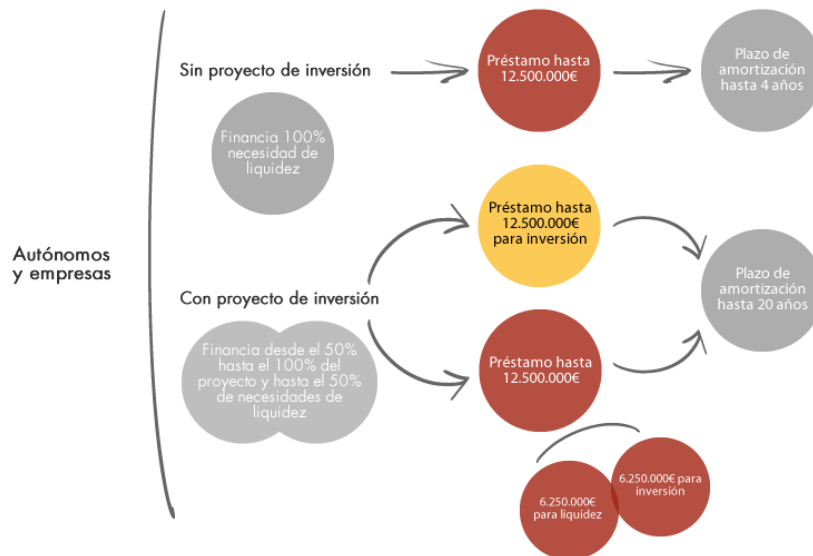 Autónomos
y empresas
Sin proyecto de inversión
Financia 100%
necesidad de
liquidez
Préstamo hasta
12.500.000€
Plazo de
amortización
hasta 4 años
Con proyecto de inversión
Financia desde el 50%
hasta el 100% del
proyecto y hasta el 50%
de necesidades de
liquidez
Préstamo hasta
12.500.000€
para inversión
Préstamo hasta
12.500.000€
Plazo de
amortización
hasta 20 años
6.250.000€
para liquidez
6.250.000€ para
inversión